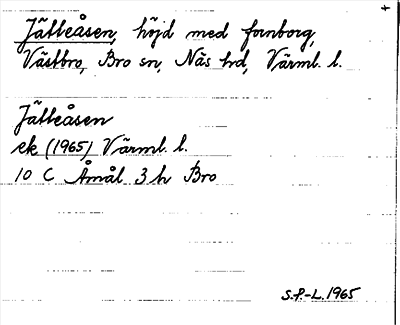 Jätteåsen, höjd med fornborg,
Västbro, Bro sn, Näs hd, Värml. l.
Jätteåsen
ek (1965) Värml. l.
10 C Åmål 3 h Bro
S.P.-L. 1965